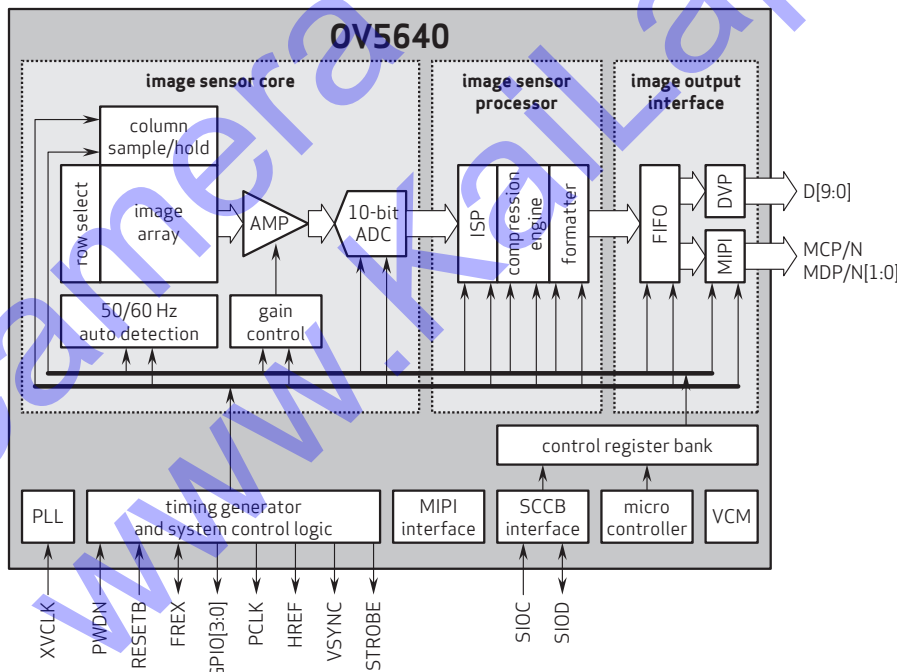 OV5640
image sensor core
image sensor
processor
image output
interface
column
sample/hold
row select
image
array
AMP
10-bit
ADC
ISP
compression
engine
formatter
FIFO
DVP
MIPI
D[9:0]
MCP/N
MDP/N[1:0]
50/60 Hz
auto detection
gain
control
control register bank
PLL
timing generator
and system control logic
MIPI
interface
SCCB
interface
micro
controller
VCM
XVCLK
PWDN
RESETB
FREX
GPIO[3:0]
PCLK
HREF
VSYNC
STROBE
SIOC
SIOD
camera
www.KaiLa